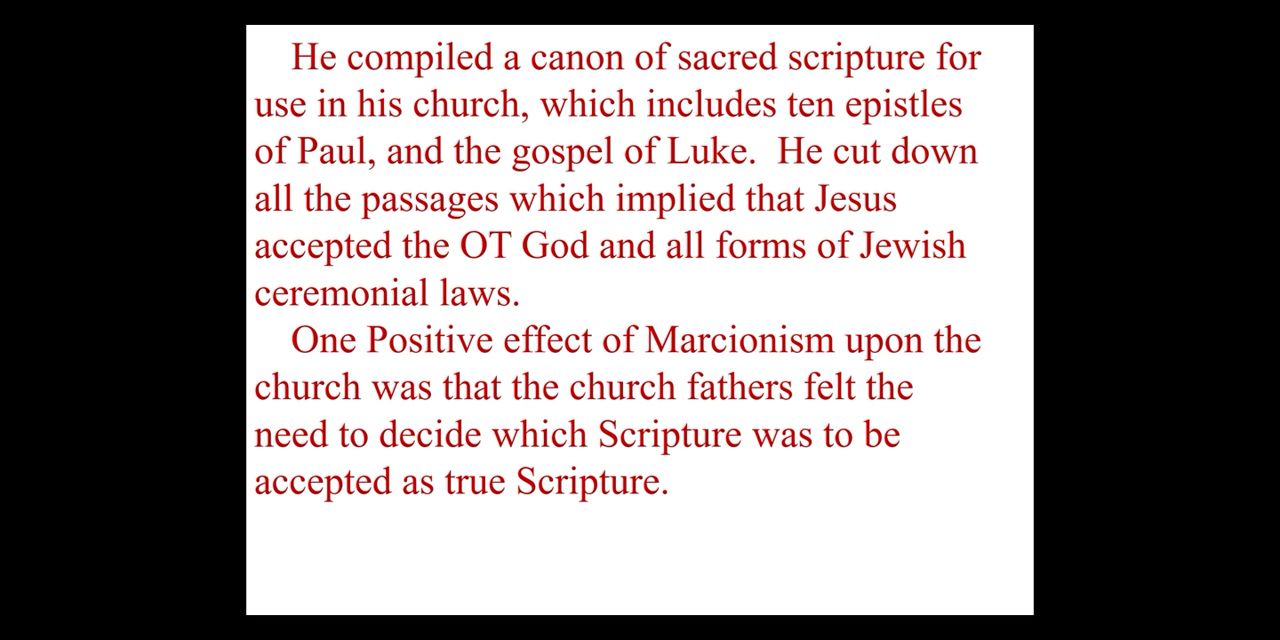 He compiled a canon of sacred scripture for
use in his church, which includes ten epistles
of Paul, and the gospel of Luke.  He cut down
all the passages which implied that Jesus
accepted the OT God and all forms of Jewish
ceremonial laws.
One Positive effect of Marcionism upon the
church was that the church fathers felt the
need to decide which Scripture was to be
accepted as true Scripture.